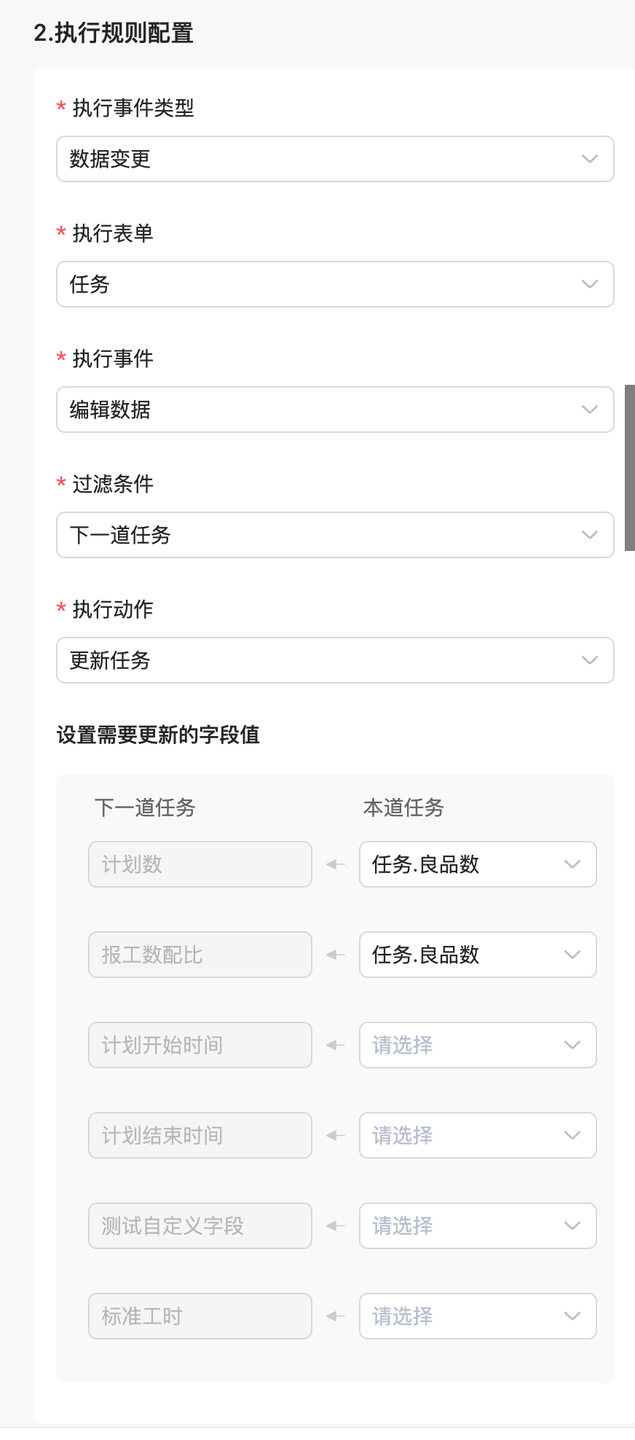 2.执行规则配置
* 执行事件类型
数据变更
* 执行表单
任务
* 执行事件
编辑数据
* 过滤条件
下一道任务
* 执行动作
更新任务
设置需要更新的字段值
下一道任务 本道任务
计划数 任务.良品数
报工数配比 任务.良品数
计划开始时间 请选择
计划结束时间 请选择
测试自定义字段 请选择
标准工时 请选择